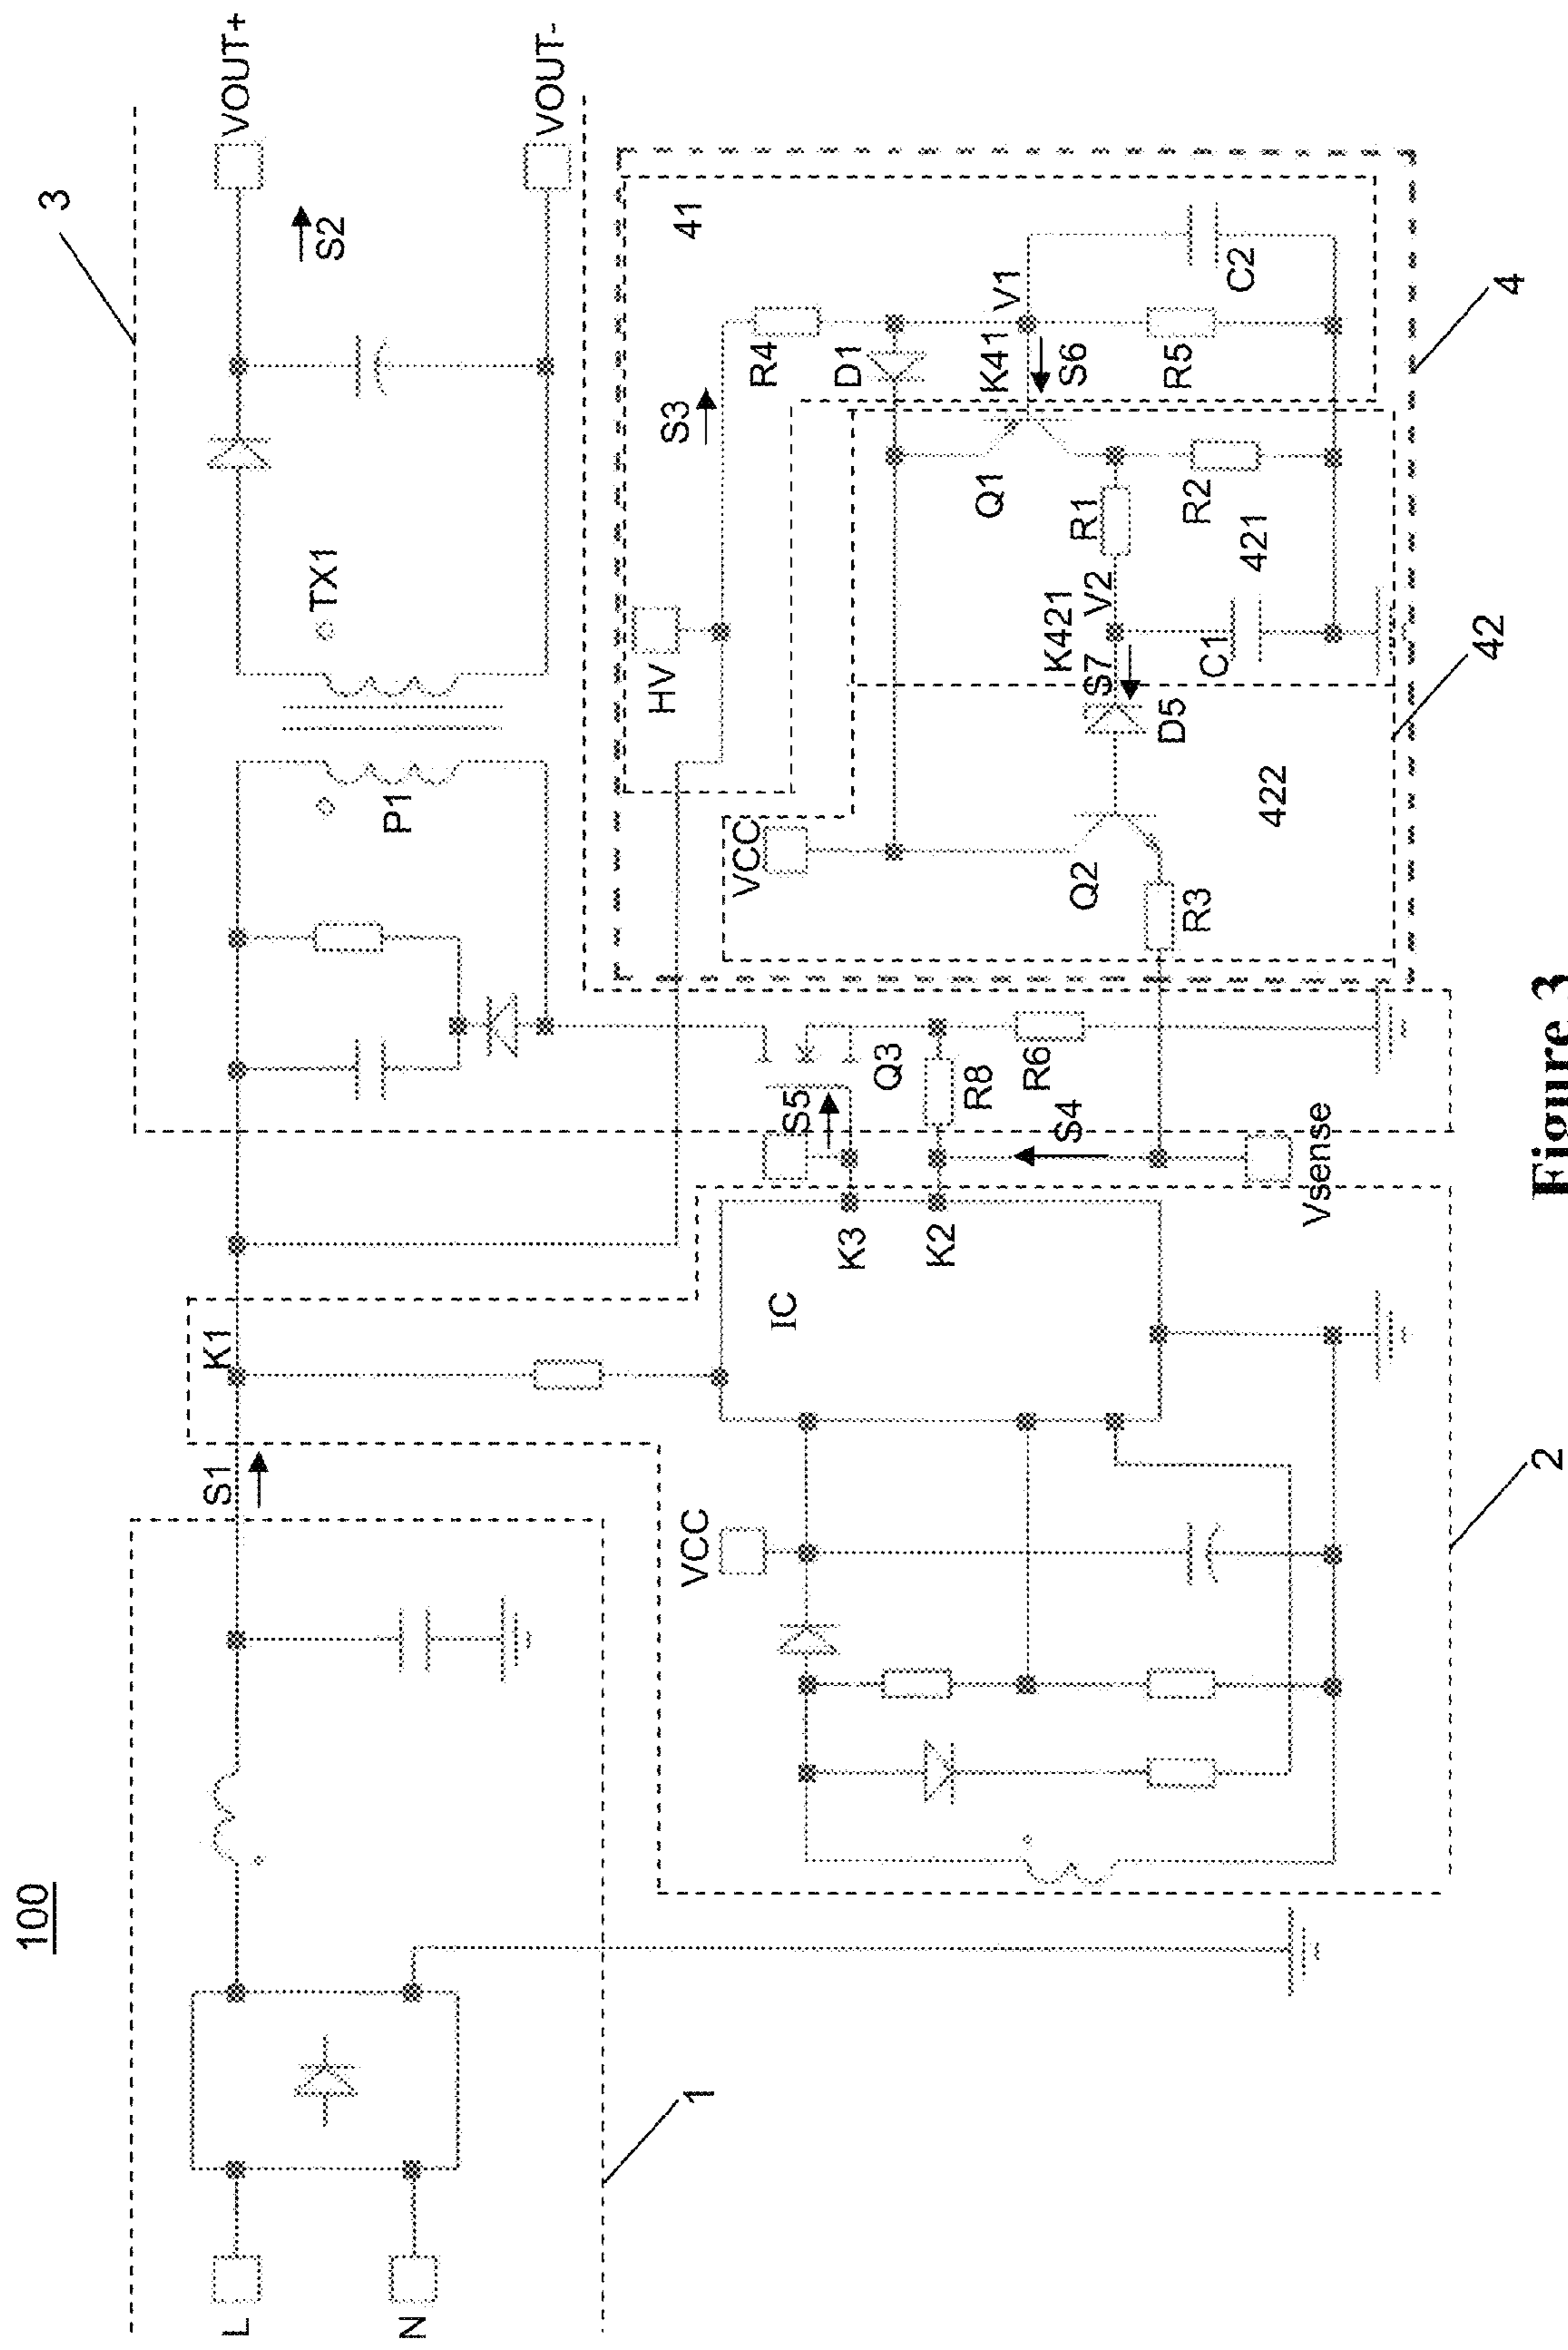 100
L
N
1
S1
K1
VCC
IC
K3
K2
2
P1
TX1
3
VOUT+
VOUT-
S2
S5
Q3
R8
R6
S4
Vsense
HV
S3
R4
41
D1
K41
V1
S6
R5
C2
4
VCC
Q1
R1
R2
K421
V2
S7
C1
421
D5
42
Q2
422
R3
Figure 3